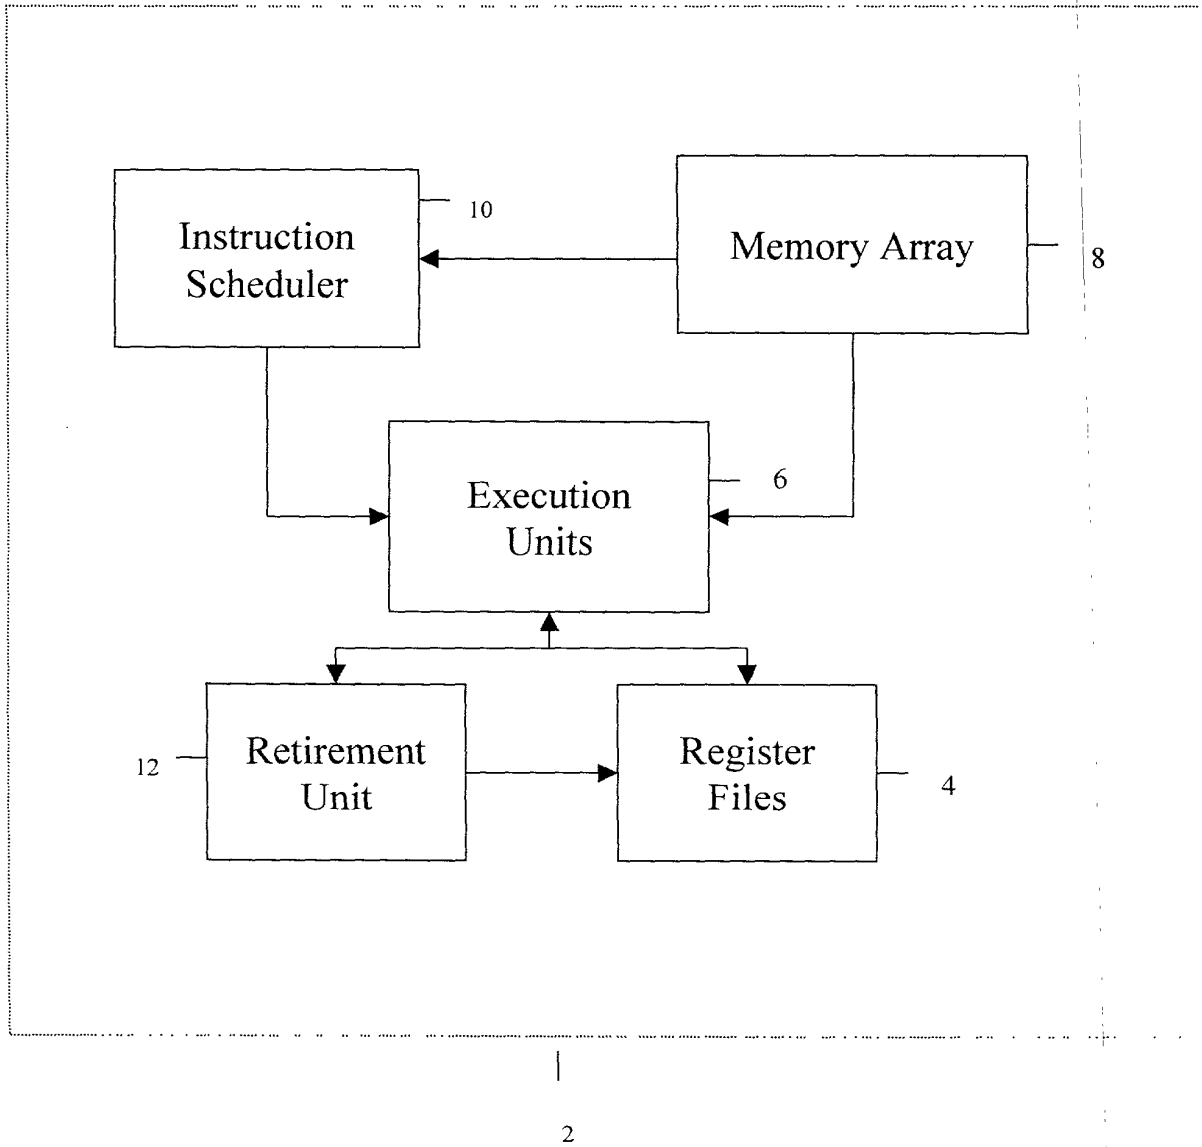 10
Instruction
Scheduler
Memory Array
8
6
Execution
Units
12
Retirement
Unit
Register
Files
4
2